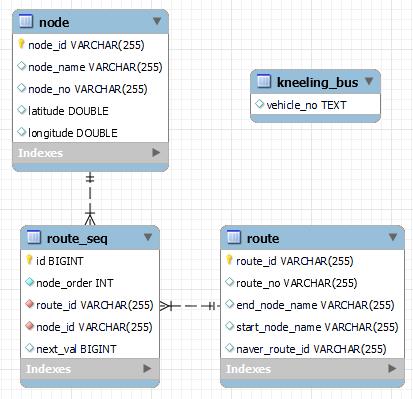 node
node_id VARCHAR(255)
node_name VARCHAR(255)
node_no VARCHAR(255)
latitude DOUBLE
longitude DOUBLE
Indexes
kneeling_bus
vehicle_no TEXT
route_seq
id BIGINT
node_order INT
route_id VARCHAR(255)
node_id VARCHAR(255)
next_val BIGINT
Indexes
route
route_id VARCHAR(255)
route_no VARCHAR(255)
end_node_name VARCHAR(255)
start_node_name VARCHAR(255)
naver_route_id VARCHAR(255)
Indexes